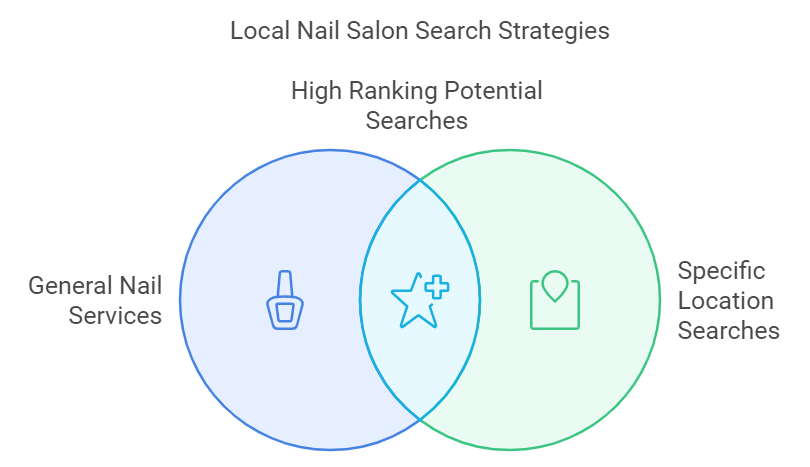 Local Nail Salon Search Strategies
High Ranking Potential
Searches
General Nail
Services
Specific
Location
Searches